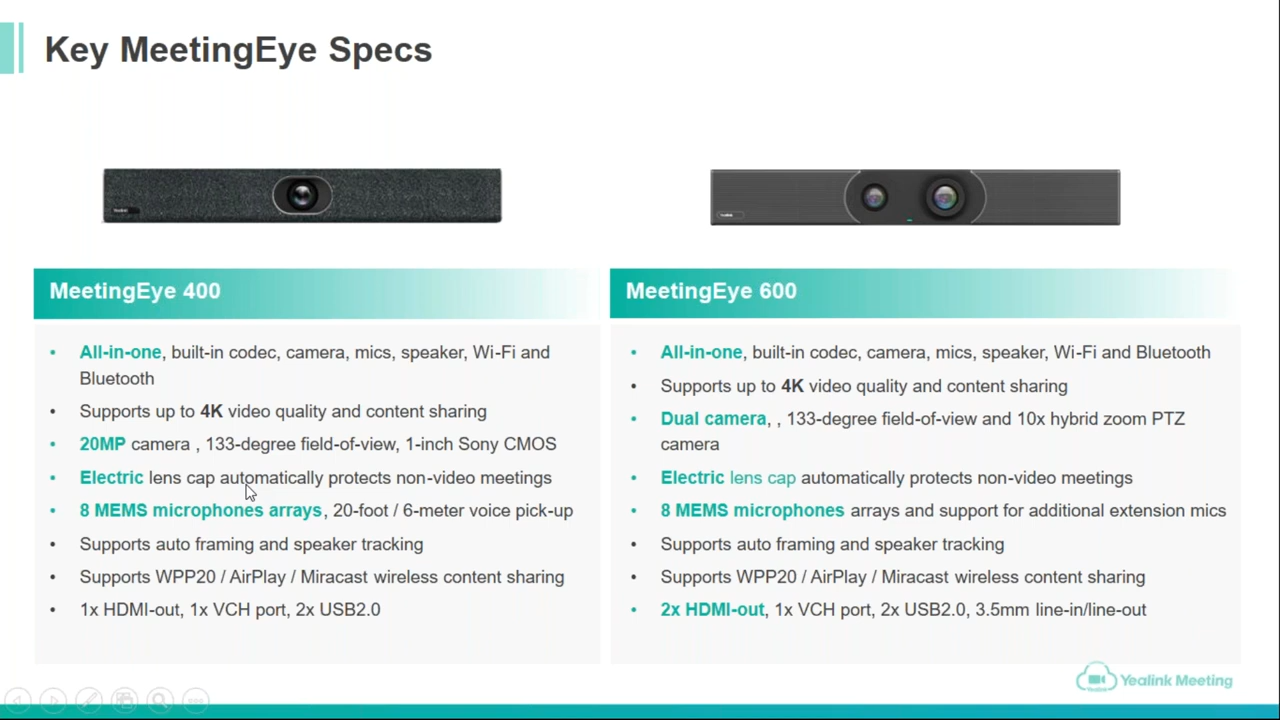 Key MeetingEye Specs
Yealink
Yealink
MeetingEye 400
All-in-one, built-in codec, camera, mics, speaker, Wi-Fi and
Bluetooth
Supports up to 4K video quality and content sharing
20MP camera , 133-degree field-of-view, 1-inch Sony CMOS
Electric lens cap automatically protects non-video meetings
8 MEMS microphones arrays, 20-foot / 6-meter voice pick-up
Supports auto framing and speaker tracking
Supports WPP20 / AirPlay / Miracast wireless content sharing
1x HDMI-out, 1x VCH port, 2x USB2.0
MeetingEye 600
All-in-one, built-in codec, camera, mics, speaker, Wi-Fi and Bluetooth
Supports up to 4K video quality and content sharing
Dual camera, , 133-degree field-of-view and 10x hybrid zoom PTZ
camera
Electric lens cap automatically protects non-video meetings
8 MEMS microphones arrays and support for additional extension mics
Supports auto framing and speaker tracking
Supports WPP20 / AirPlay / Miracast wireless content sharing
2x HDMI-out, 1x VCH port, 2x USB2.0, 3.5mm line-in/line-out
Yealink
Yealink Meeting